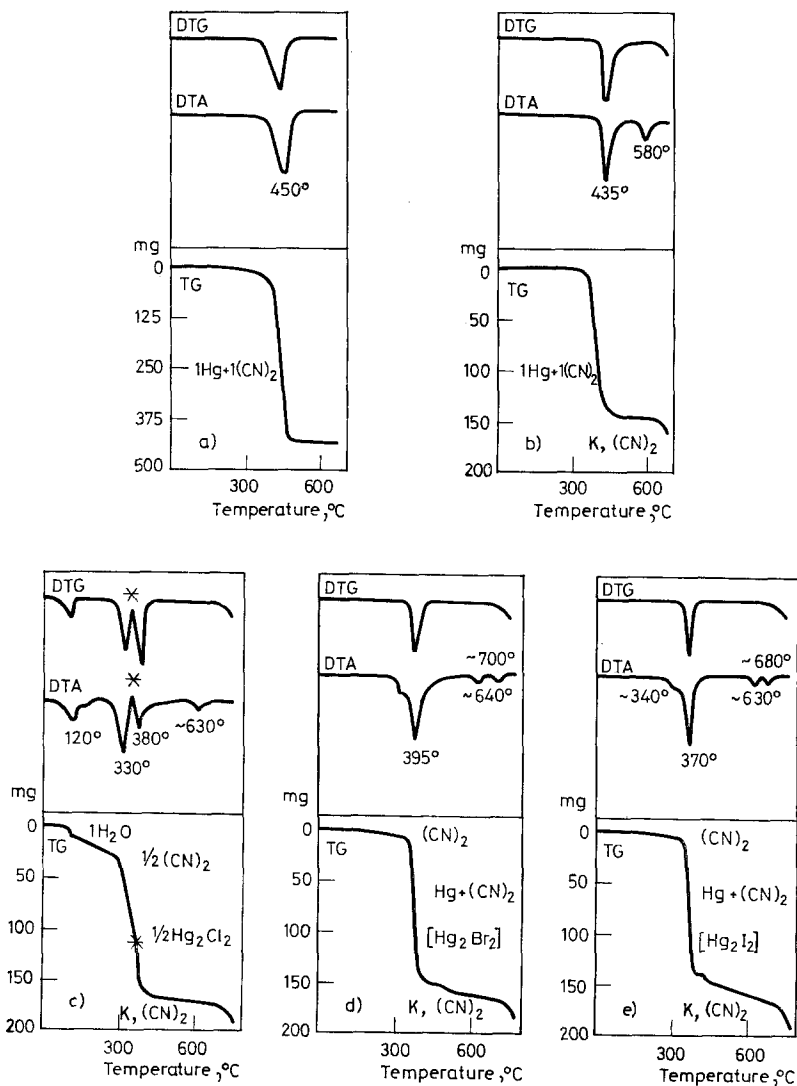 DTG
DTA
450°
mg
0
TG
125
250
1Hg+1(CN)₂
375
a)
500
300 600
Temperature,°C
DTG
DTA
580°
435°
mg
0
TG
50
100
1Hg+1(CN)₂
150
b) K, (CN)₂
200
300 600
Temperature,°C
DTG
*
DTA
*
120° 380° ~630°
330°
mg
0
1H₂O
TG
½(CN)₂
50
100
*
½Hg₂Cl₂
150
c)
K, (CN)₂
200
300 600
Temperature,°C
DTG
DTA
~700°
~640°
395°
mg
0
(CN)₂
TG
50
Hg+(CN)₂
100
[Hg₂Br₂]
150
d) K, (CN)₂
200
300 600
Temperature,°C
DTG
DTA
~680°
~340° ~630°
370°
mg
0
(CN)₂
TG
50
Hg+(CN)₂
100
[Hg₂I₂]
150
e) K, (CN)₂
200
300 600
Temperature,°C